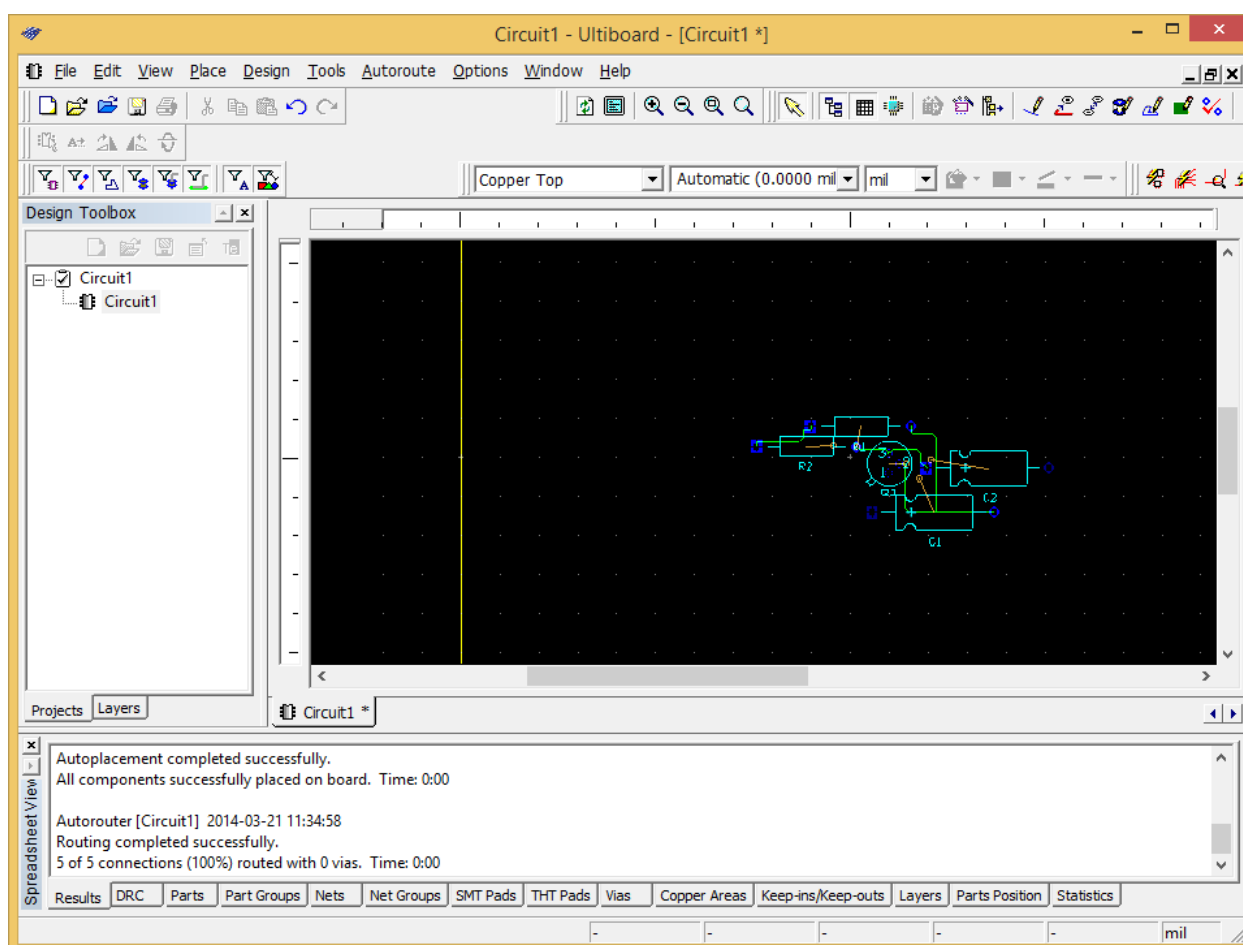 Circuit1 - Ultiboard - [Circuit1 *]
File Edit View Place Design Tools Autoroute Options Window Help
Copper Top Automatic (0.0000 mil mil
Design Toolbox
Circuit1
Circuit1
R1
R2
3
1
C2
C1
Projects Layers
Circuit1 *
Spreadsheet View
Autoplacement completed successfully.
All components successfully placed on board. Time: 0:00
Autorouter [Circuit1] 2014-03-21 11:34:58
Routing completed successfully.
5 of 5 connections (100%) routed with 0 vias. Time: 0:00
Results DRC Parts Part Groups Nets Net Groups SMT Pads THT Pads Vias Copper Areas Keep-ins/Keep-outs Layers Parts Position Statistics
- - - - - mil